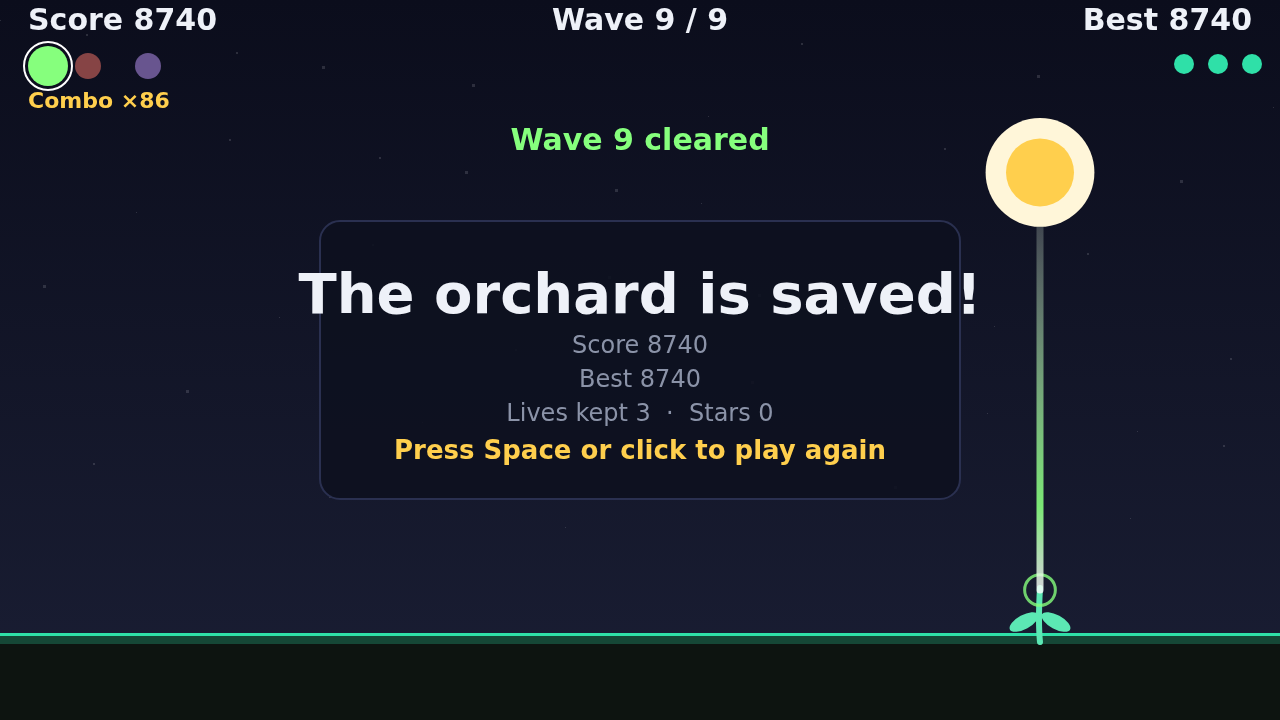 Score 8740
Wave 9 / 9
Best 8740
Combo ×86
Wave 9 cleared
The orchard is saved!
Score 8740
Best 8740
Lives kept 3 · Stars 0
Press Space or click to play again